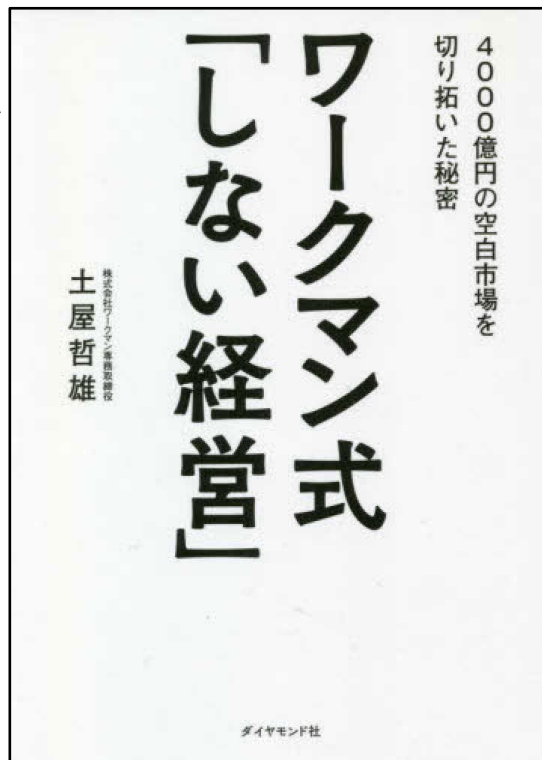 4000億円の空白市場を
切り拓いた秘密
ワークマン式
「しない経営」
株式会社ワークマン専務取締役
土屋哲雄
ダイヤモンド社